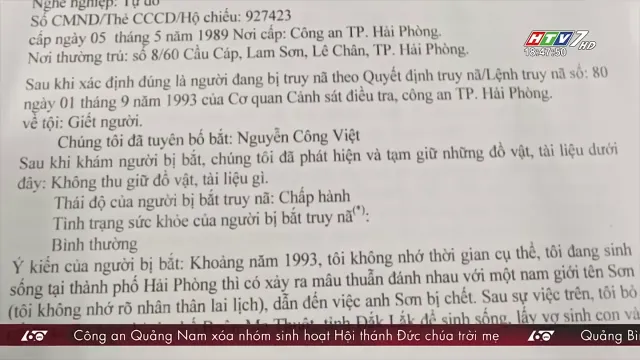 Nghề nghiệp: Tự do
Số CMND/Thẻ CCCD/Hộ chiếu: 927423
cấp ngày 05 tháng 5 năm 1989 Nơi cấp: Công an TP. Hải Phòng.
Nơi thường trú: số 8/60 Cầu Cáp, Lam Sơn, Lê Chân, TP. Hải Phòng.
Sau khi xác định đúng là người đang bị truy nã theo Quyết định truy nã/Lệnh truy nã số: 80
ngày 01 tháng 9 năm 1993 của Cơ quan Cảnh sát điều tra, công an TP. Hải Phòng.
về tội: Giết người.
Chúng tôi đã tuyên bố bắt: Nguyễn Công Việt
Sau khi khám người bị bắt, chúng tôi đã phát hiện và tạm giữ những đồ vật, tài liệu dưới
đây: Không thu giữ đồ vật, tài liệu gì.
Thái độ của người bị bắt truy nã: Chấp hành
Tình trạng sức khỏe của người bị bắt truy nã(*):
Bình thường
Ý kiến của người bị bắt: Khoảng năm 1993, tôi không nhớ thời gian cụ thể, tôi đang sinh
sống tại thành phố Hải Phòng thì có xảy ra mâu thuẫn đánh nhau với một nam giới tên Sơn
(tôi không nhớ rõ nhân thân lai lịch), dẫn đến việc anh Sơn bị chết. Sau sự việc trên, tôi bỏ
Ma Thuột, tỉnh Đắk Lắk để sinh sống, lấy vợ sinh con và
HTV7 HD
18:47:50
60 Công an Quảng Nam xóa nhóm sinh hoạt Hội thánh Đức chúa trời mẹ 60 Quảng Bì